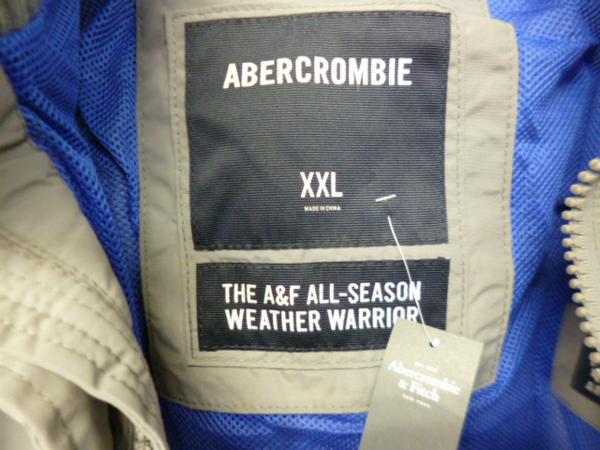 ABERCROMBIE
XXL
MADE IN CHINA
THE A&F ALL-SEASON
WEATHER WARRIOR
Abercrombie
& Fitch
NEW YORK